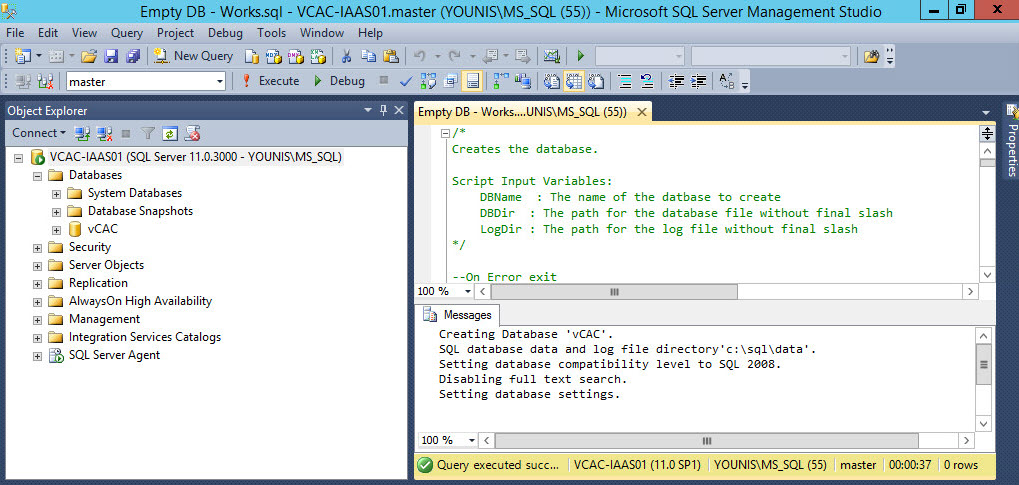 Empty DB - Works.sql - VCAC-IAAS01.master (YOUNIS\MS_SQL (55)) - Microsoft SQL Server Management Studio
File Edit View Query Project Debug Tools Window Help
New Query
master Execute Debug
Object Explorer
Connect
VCAC-IAAS01 (SQL Server 11.0.3000 - YOUNIS\MS_SQL)
Databases
System Databases
Database Snapshots
vCAC
Security
Server Objects
Replication
AlwaysOn High Availability
Management
Integration Services Catalogs
SQL Server Agent
Empty DB - Works....UNIS\MS_SQL (55))
/*
Creates the database.
Script Input Variables:
DBName : The name of the datbase to create
DBDir : The path for the database file without final slash
LogDir : The path for the log file without final slash
*/
--On Error exit
100 %
Messages
Creating Database 'vCAC'.
SQL database data and log file directory'c:\sql\data'.
Setting database compatibility level to SQL 2008.
Disabling full text search.
Setting database settings.
100 %
Query executed succ... VCAC-IAAS01 (11.0 SP1) YOUNIS\MS_SQL (55) master 00:00:37 0 rows
Properties